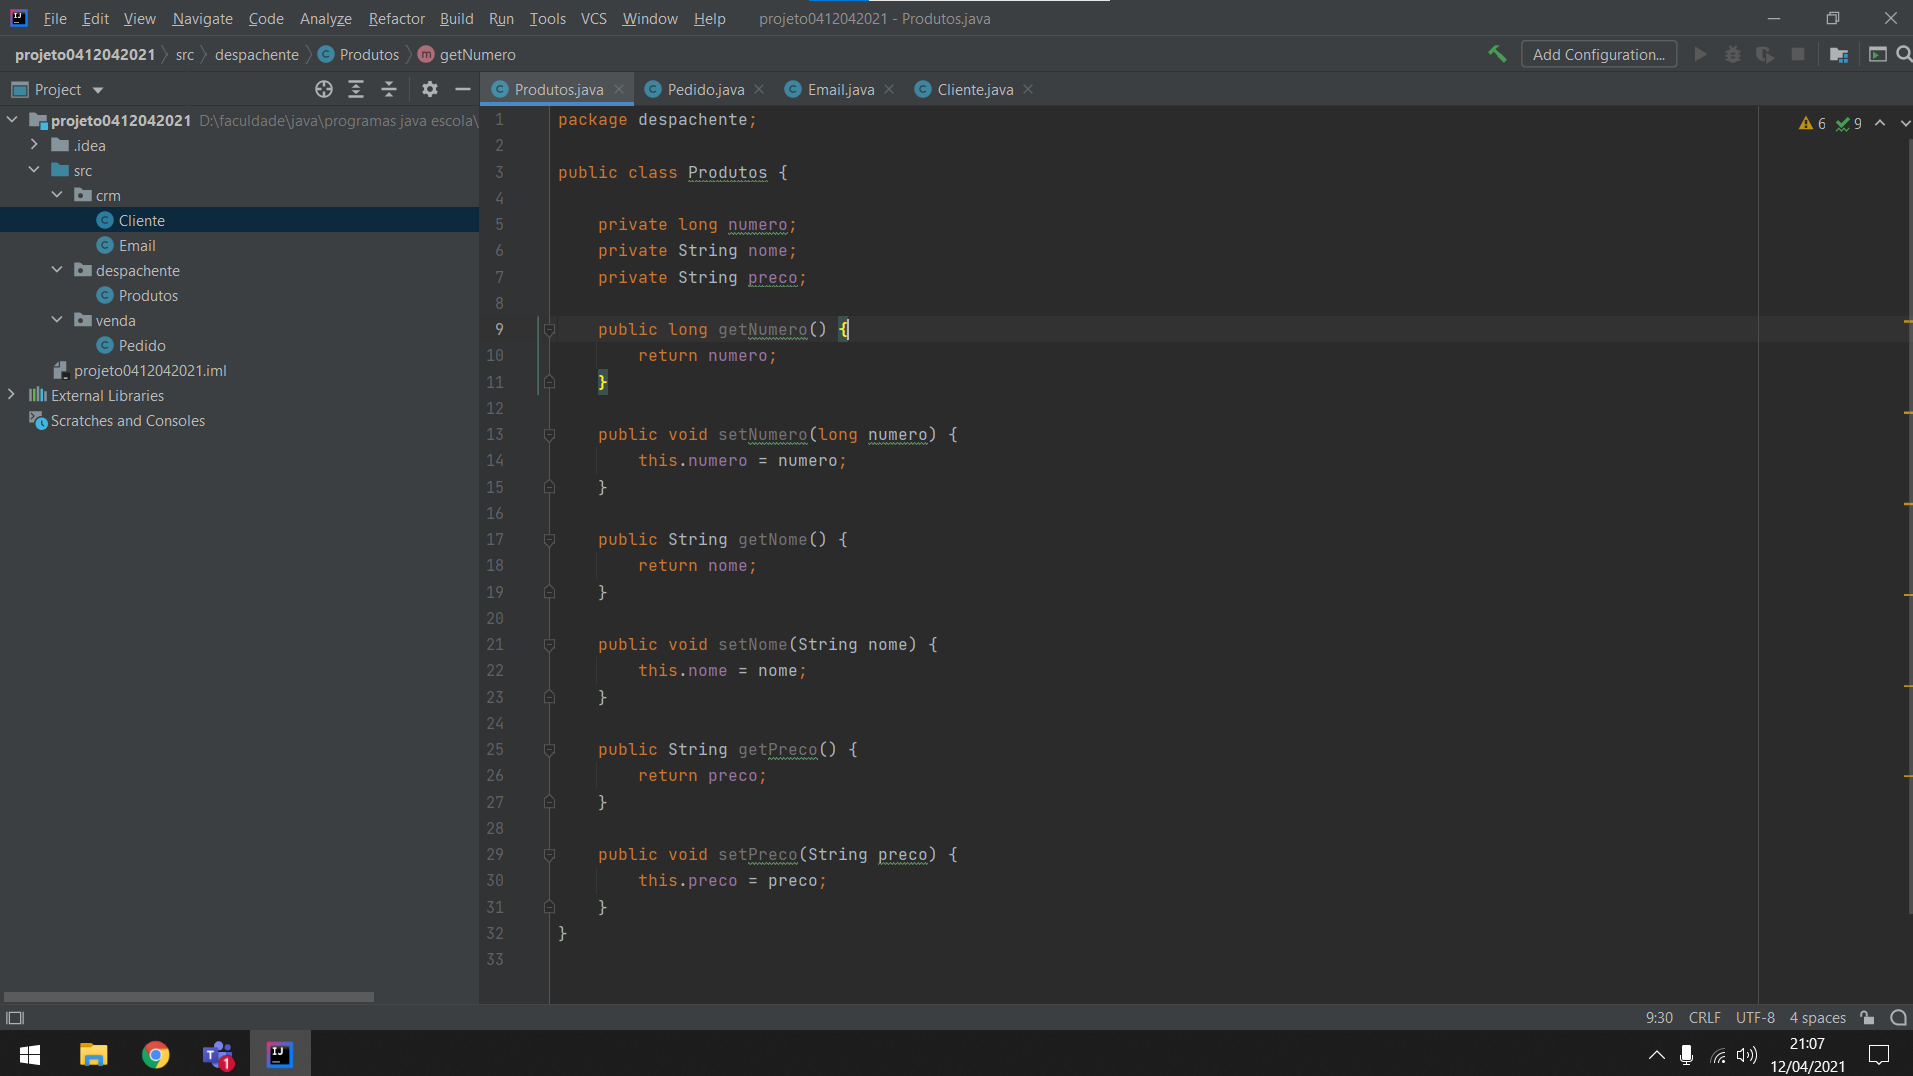 File Edit View Navigate Code Analyze Refactor Build Run Tools VCS Window Help projeto0412042021 - Produtos.java
projeto0412042021 src despachente Produtos getNumero Add Configuration...
Project Produtos.java Pedido.java Email.java Cliente.java
projeto0412042021 D:\faculdade\java\programas java escola\
.idea
src
crm
Cliente
Email
despachente
Produtos
venda
Pedido
projeto0412042021.iml
External Libraries
Scratches and Consoles
6 9
1 package despachente;
2
3 public class Produtos {
4
5     private long numero;
6     private String nome;
7     private String preco;
8
9     public long getNumero() {
10         return numero;
11     }
12
13     public void setNumero(long numero) {
14         this.numero = numero;
15     }
16
17     public String getNome() {
18         return nome;
19     }
20
21     public void setNome(String nome) {
22         this.nome = nome;
23     }
24
25     public String getPreco() {
26         return preco;
27     }
28
29     public void setPreco(String preco) {
30         this.preco = preco;
31     }
32 }
33
9:30 CRLF UTF-8 4 spaces
1
21:07
12/04/2021